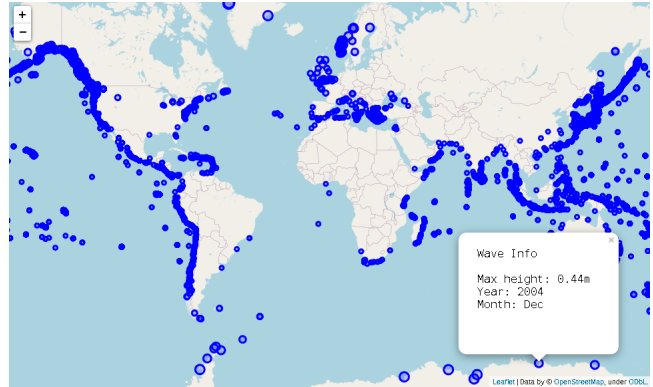 +
−
×
Wave Info
Max height: 0.44m
Year: 2004
Month: Dec
Leaflet | Data by © OpenStreetMap, under ODbL.